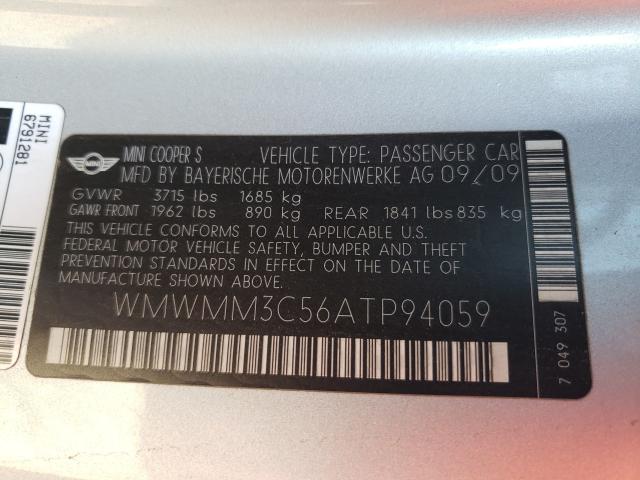 MINI
6791281
MINI
MINI COOPER S VEHICLE TYPE: PASSENGER CAR
MFD BY BAYERISCHE MOTORENWERKE AG 09/09
GVWR 3715 lbs 1685 kg
GAWR FRONT 1962 lbs 890 kg REAR 1841 lbs 835 kg
THIS VEHICLE CONFORMS TO ALL APPLICABLE U.S.
FEDERAL MOTOR VEHICLE SAFETY, BUMPER AND THEFT
PREVENTION STANDARDS IN EFFECT ON THE DATE OF
MANUFACTURE SHOWN ABOVE.
WMWMM3C56ATP94059
7 049 307